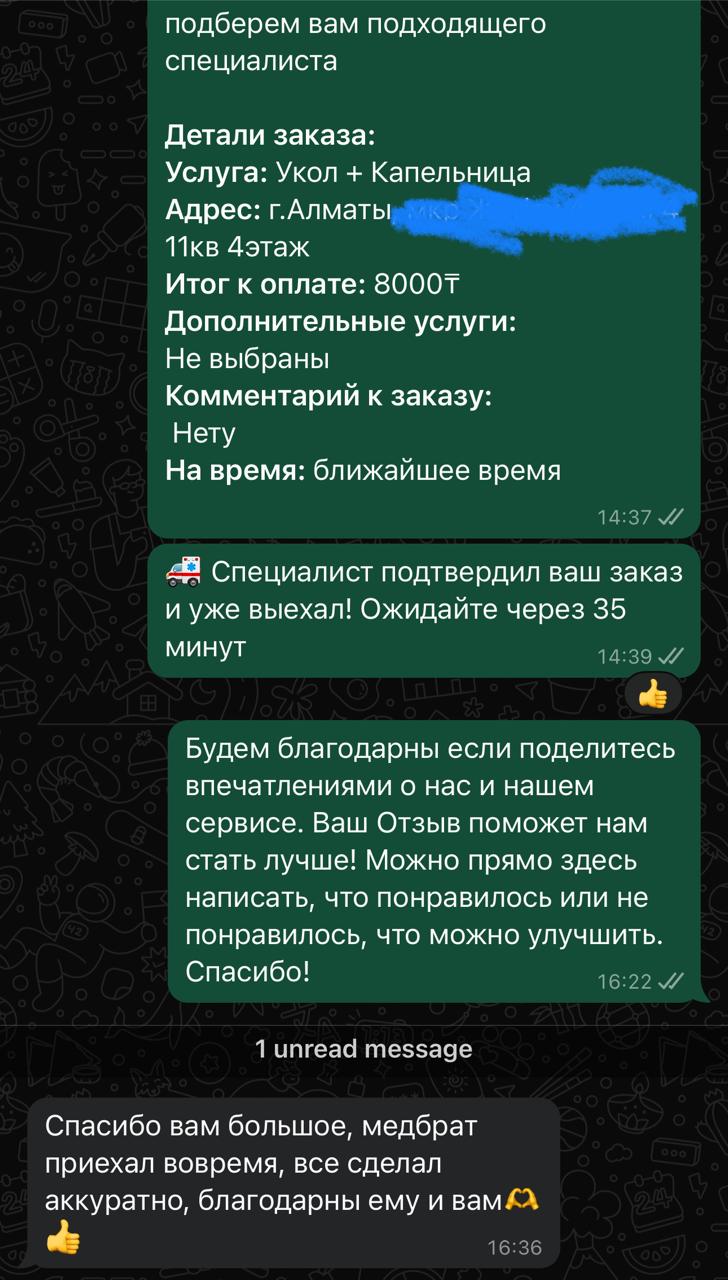 подберем вам подходящего
специалиста
Детали заказа:
Услуга: Укол + Капельница
Адрес: г.Алматы, мкр
11кв 4этаж
Итог к оплате: 8000₸
Дополнительные услуги:
Не выбраны
Комментарий к заказу:
Нету
На время: ближайшее время
14:37
🚑 Специалист подтвердил ваш заказ
и уже выехал! Ожидайте через 35
минут
14:39
👍
Будем благодарны если поделитесь
впечатлениями о нас и нашем
сервисе. Ваш Отзыв поможет нам
стать лучше! Можно прямо здесь
написать, что понравилось или не
понравилось, что можно улучшить.
Спасибо!
16:22
1 unread message
Спасибо вам большое, медбрат
приехал вовремя, все сделал
аккуратно, благодарны ему и вам🫶
👍
16:36